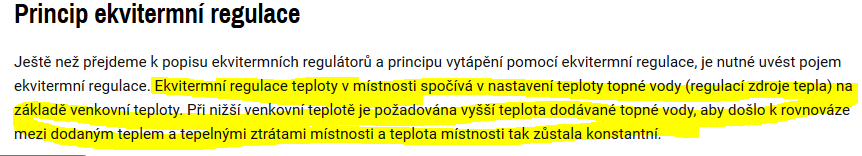 Princip ekvitermní regulace
Ještě než přejdeme k popisu ekvitermních regulátorů a principu vytápění pomocí ekvitermní regulace, je nutné uvést pojem
ekvitermní regulace. Ekvitermní regulace teploty v místnosti spočívá v nastavení teploty topné vody (regulací zdroje tepla) na
základě venkovní teploty. Při nižší venkovní teplotě je požadována vyšší teplota dodávané topné vody, aby došlo k rovnováze
mezi dodaným teplem a tepelnými ztrátami místnosti a teplota místnosti tak zůstala konstantní.